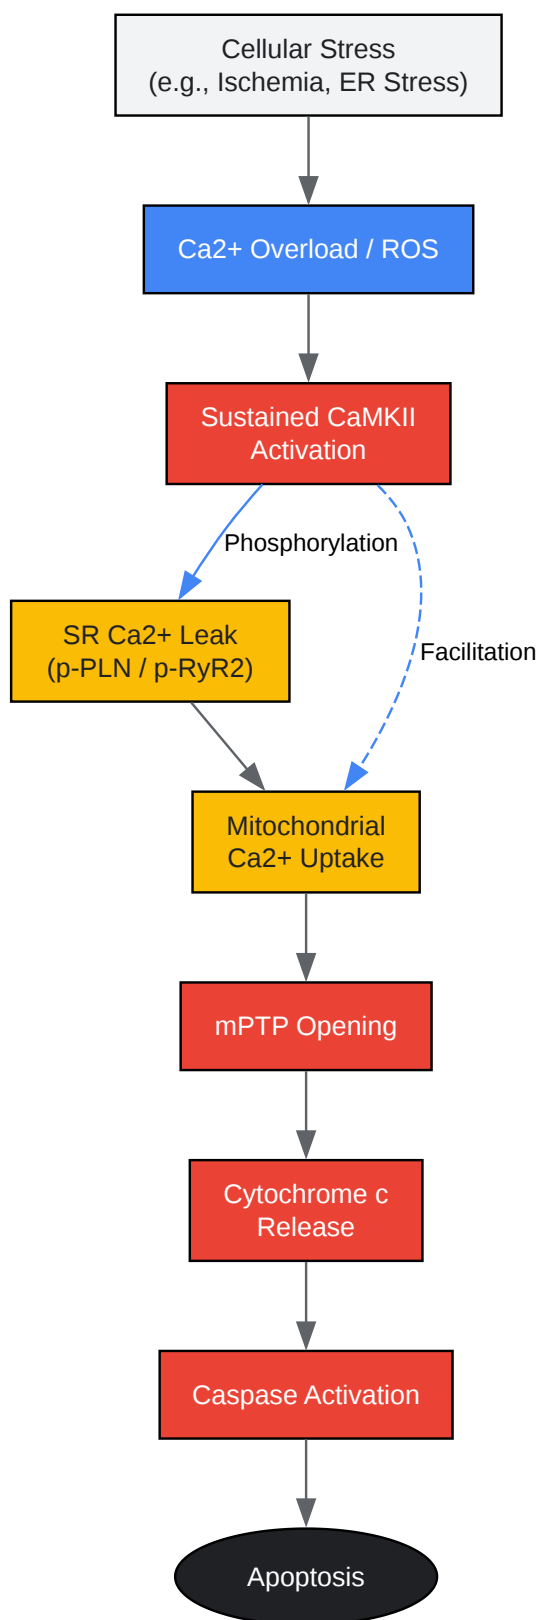 Cellular Stress
(e.g., Ischemia, ER Stress)
Ca2+ Overload / ROS
Sustained CaMKII
Activation
Phosphorylation
SR Ca2+ Leak
(p-PLN / p-RyR2)
Facilitation
Mitochondrial
Ca2+ Uptake
mPTP Opening
Cytochrome c
Release
Caspase Activation
Apoptosis